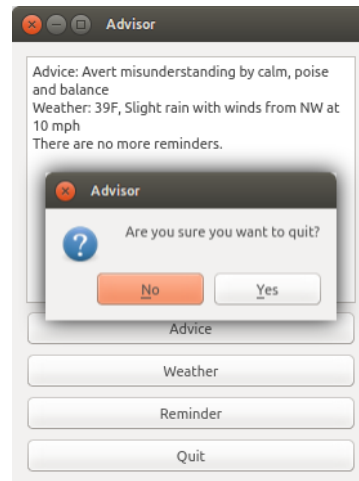 Advisor
Advice: Avert misunderstanding by calm, poise
and balance
Weather: 39F, Slight rain with winds from NW at
10 mph
There are no more reminders.
Advisor
Are you sure you want to quit?
No Yes
Advice
Weather
Reminder
Quit